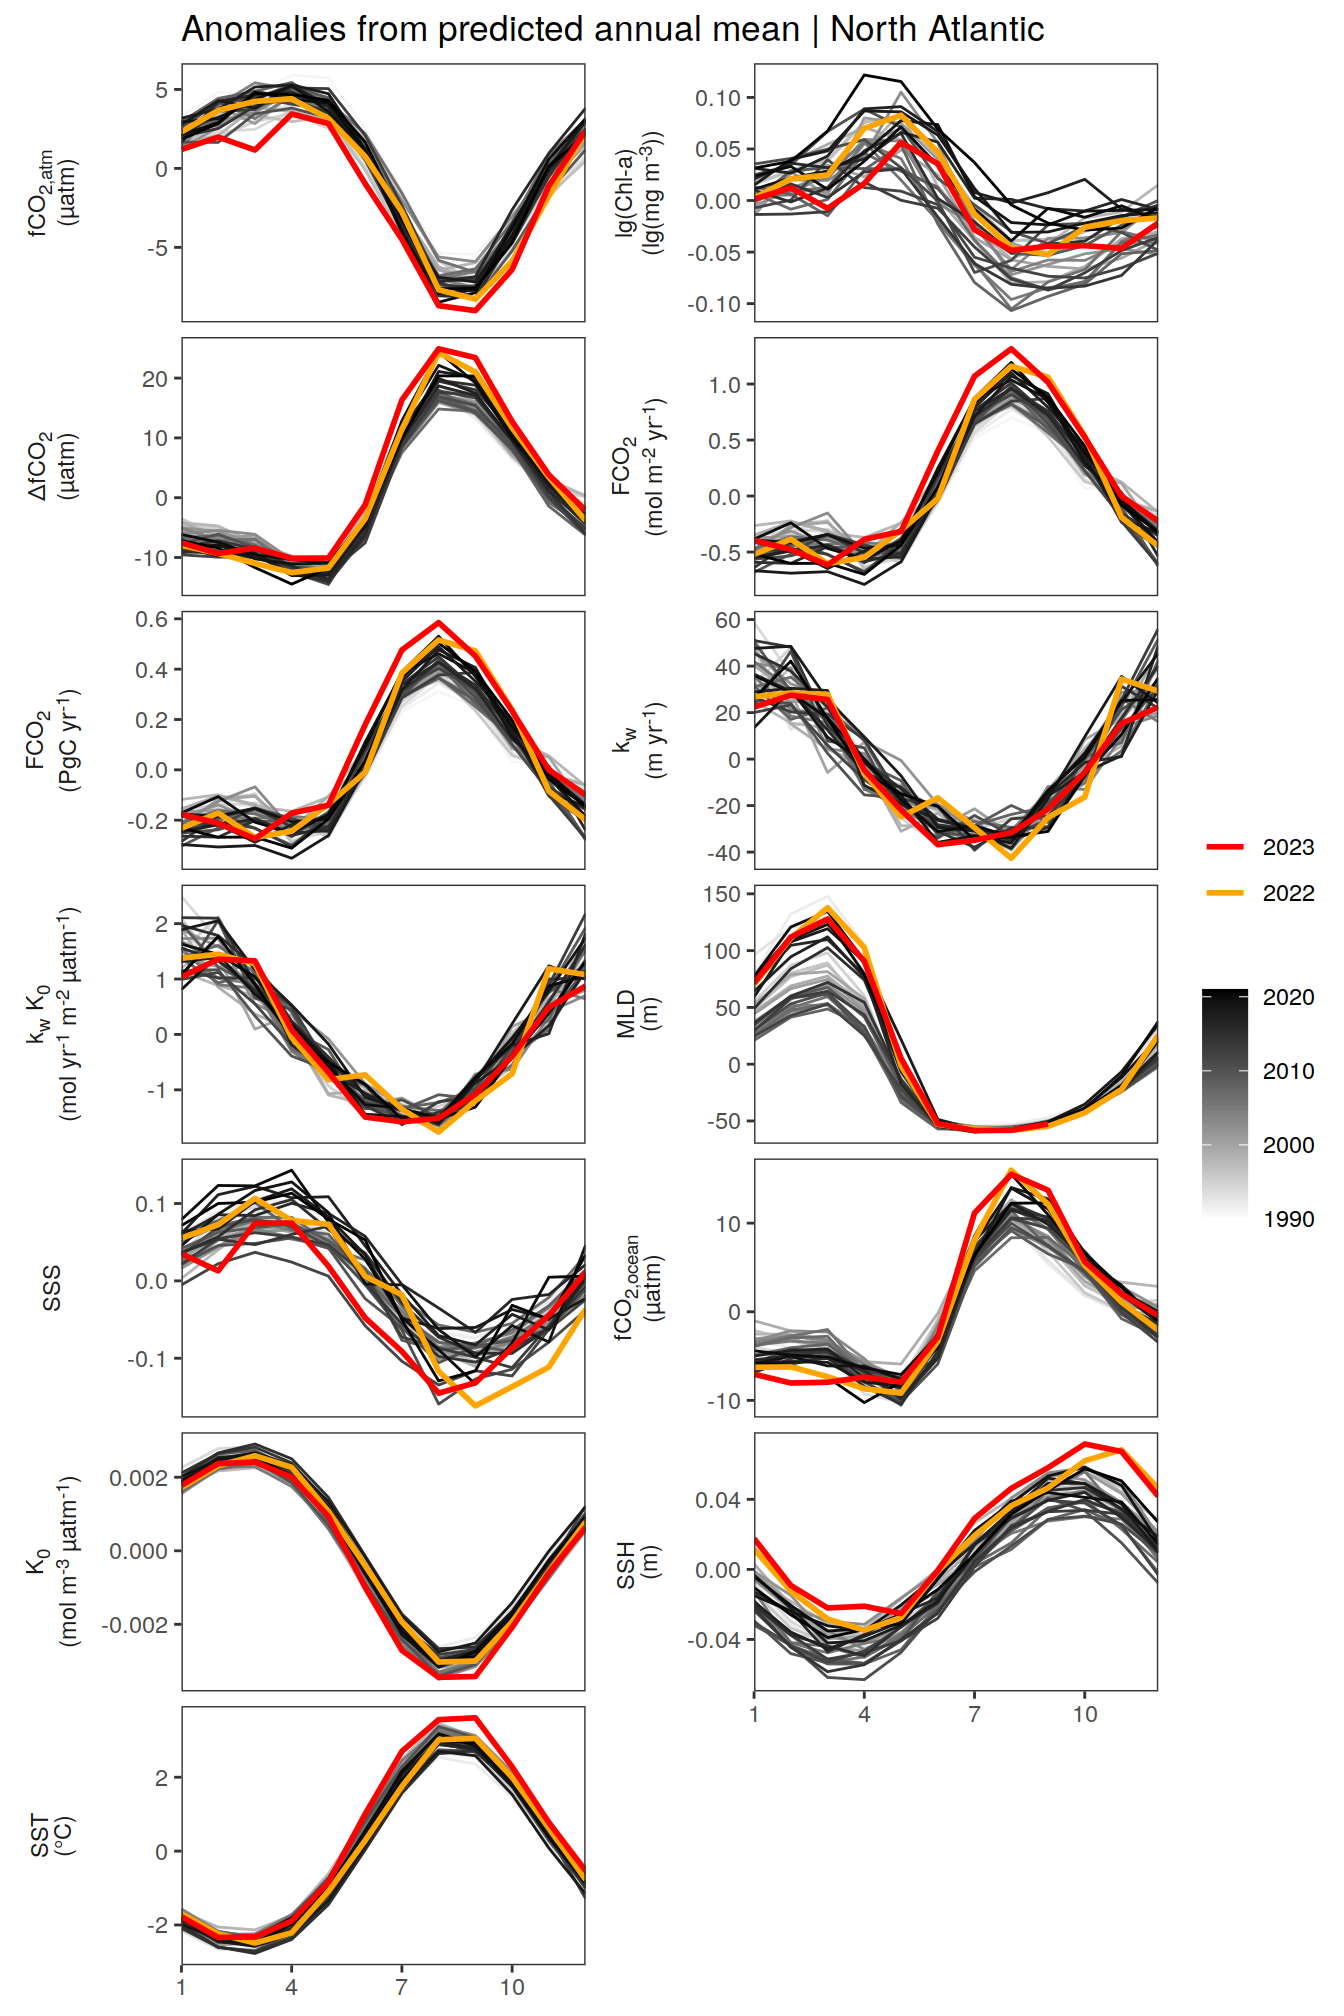 Anomalies from predicted annual mean | North Atlantic
fCO2,atm
(µatm)
5
0
-5
lg(Chl-a)
(lg(mg m-3))
0.10
0.05
0.00
-0.05
-0.10
ΔfCO2
(µatm)
20
10
0
-10
FCO2
(mol m-2 yr-1)
1.0
0.5
0.0
-0.5
FCO2
(PgC yr-1)
0.6
0.4
0.2
0.0
-0.2
kw
(m yr-1)
60
40
20
0
-20
-40
kw K0
(mol yr-1 m-2 µatm-1)
2
1
0
-1
MLD
(m)
150
100
50
0
-50
SSS
0.1
0.0
-0.1
fCO2,ocean
(µatm)
10
0
-10
K0
(mol m-3 µatm-1)
0.002
0.000
-0.002
SSH
(m)
0.04
0.00
-0.04
1 4 7 10
SST
(°C)
2
0
-2
1 4 7 10
2023
2022
2020
2010
2000
1990